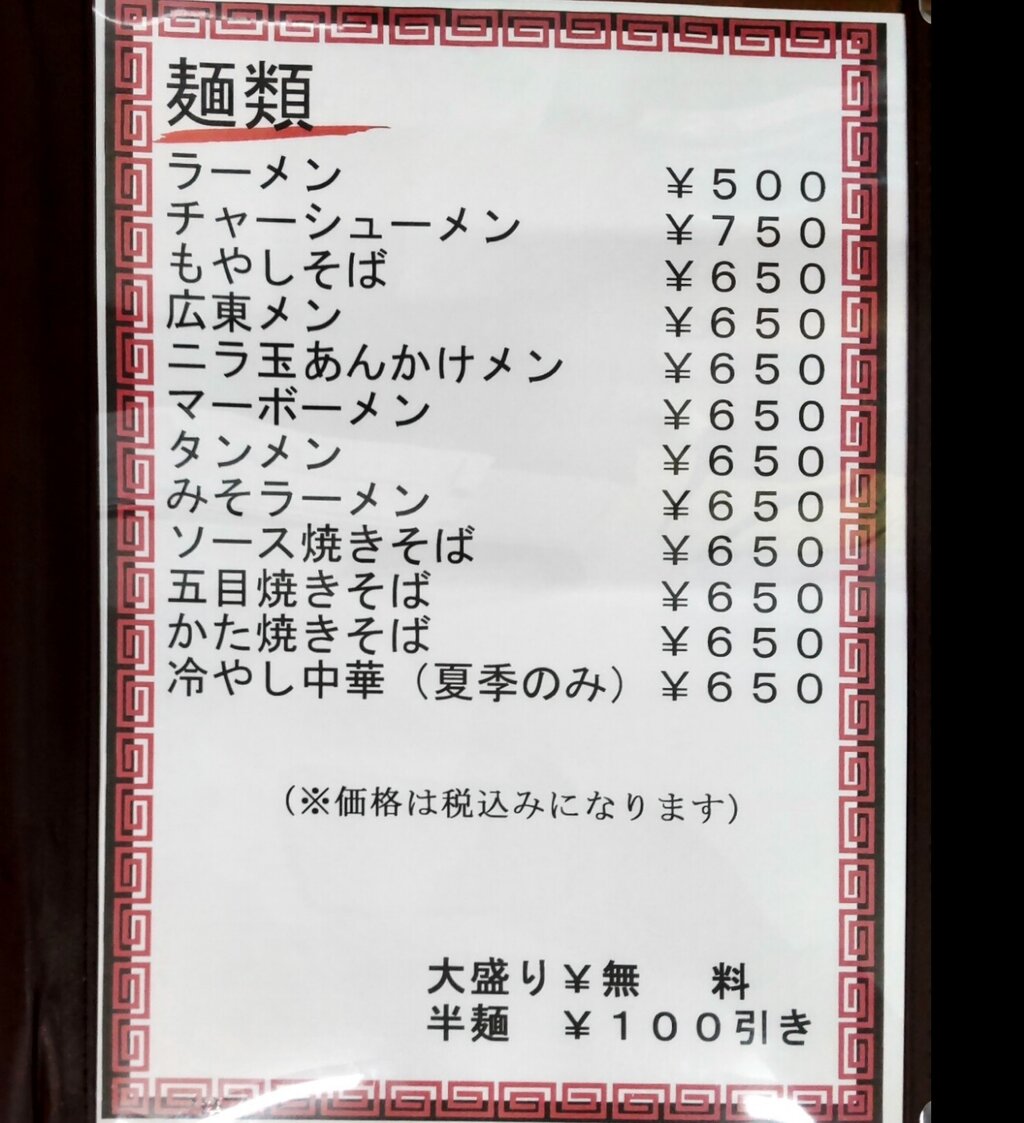 麺類
ラーメン ￥５００
チャーシューメン ￥７５０
もやしそば ￥６５０
広東メン ￥６５０
ニラ玉あんかけメン ￥６５０
マーボーメン ￥６５０
タンメン ￥６５０
みそラーメン ￥６５０
ソース焼きそば ￥６５０
五目焼きそば ￥６５０
かた焼きそば ￥６５０
冷やし中華（夏季のみ） ￥６５０
（※価格は税込みになります）
大盛り￥無　料
半麺　￥１００引き